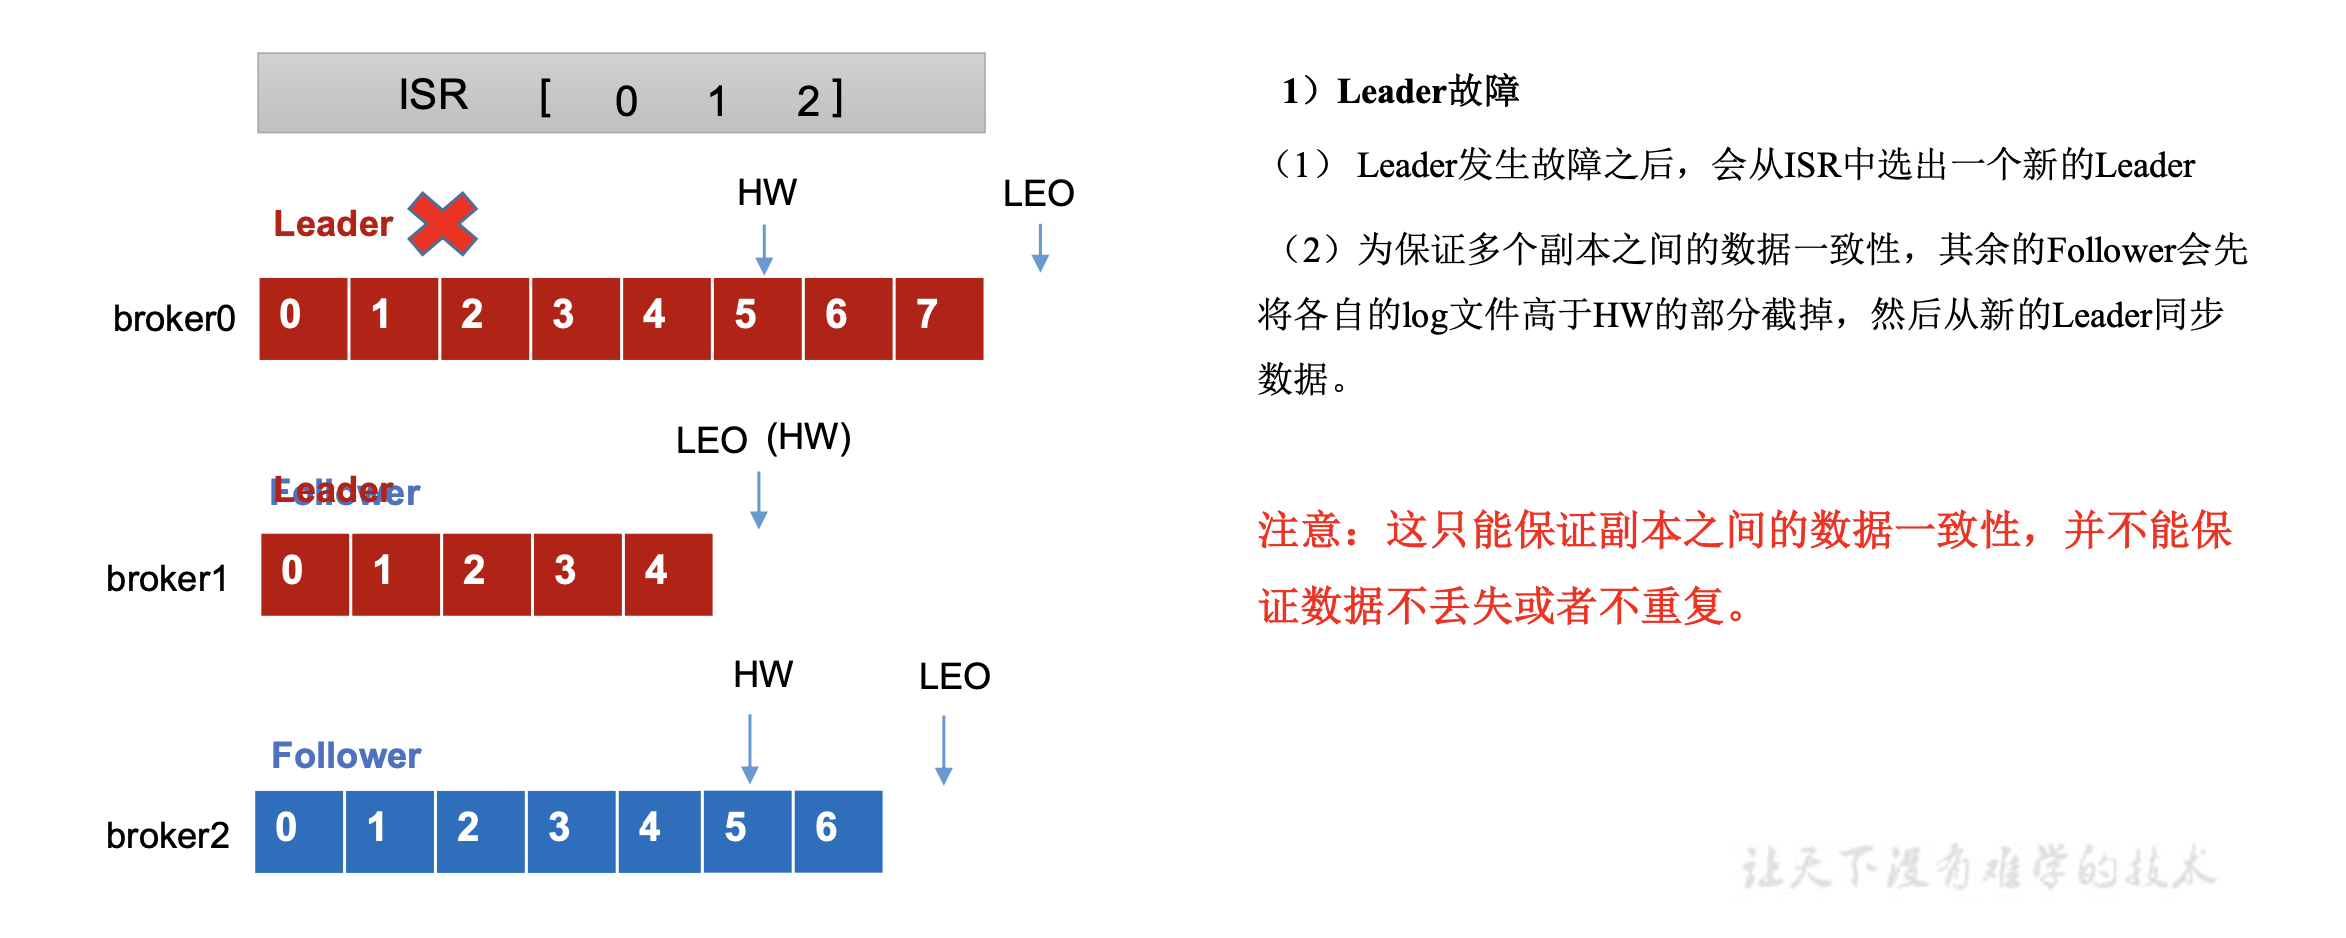 ISR [ 0 1 2 ]
HW LEO
Leader
broker0 0 1 2 3 4 5 6 7
LEO (HW)
Follower
Leader
broker1 0 1 2 3 4
HW LEO
Follower
broker2 0 1 2 3 4 5 6
1）Leader故障
（1） Leader发生故障之后，会从ISR中选出一个新的Leader
（2）为保证多个副本之间的数据一致性，其余的Follower会先
将各自的log文件高于HW的部分截掉，然后从新的Leader同步
数据。
注意：这只能保证副本之间的数据一致性，并不能保
证数据不丢失或者不重复。
让天下没有难学的技术